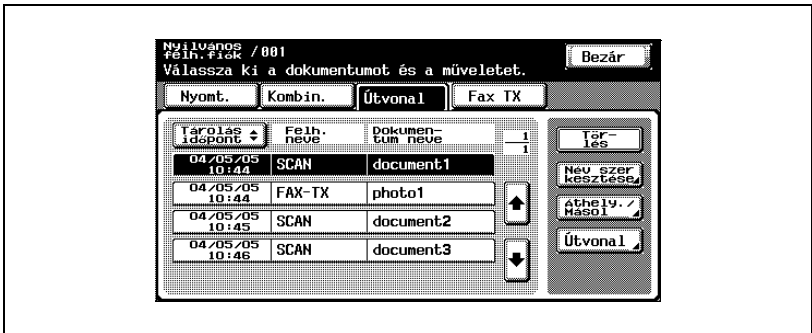 Nyilvános
félh.fiók /001
Válassza ki a dokumentumot és a műveletet.
Bezár
Nyomt. Kombin. Útvonal Fax TX
Tárolás időpont Felh. neve Dokumen- tum neve 1/1
04/05/05 10:44 SCAN document1
04/05/05 10:44 FAX-TX photo1
04/05/05 10:45 SCAN document2
04/05/05 10:46 SCAN document3
Tör-
lés
Név szer
kesztése
Áthely./
Másol
Útvonal